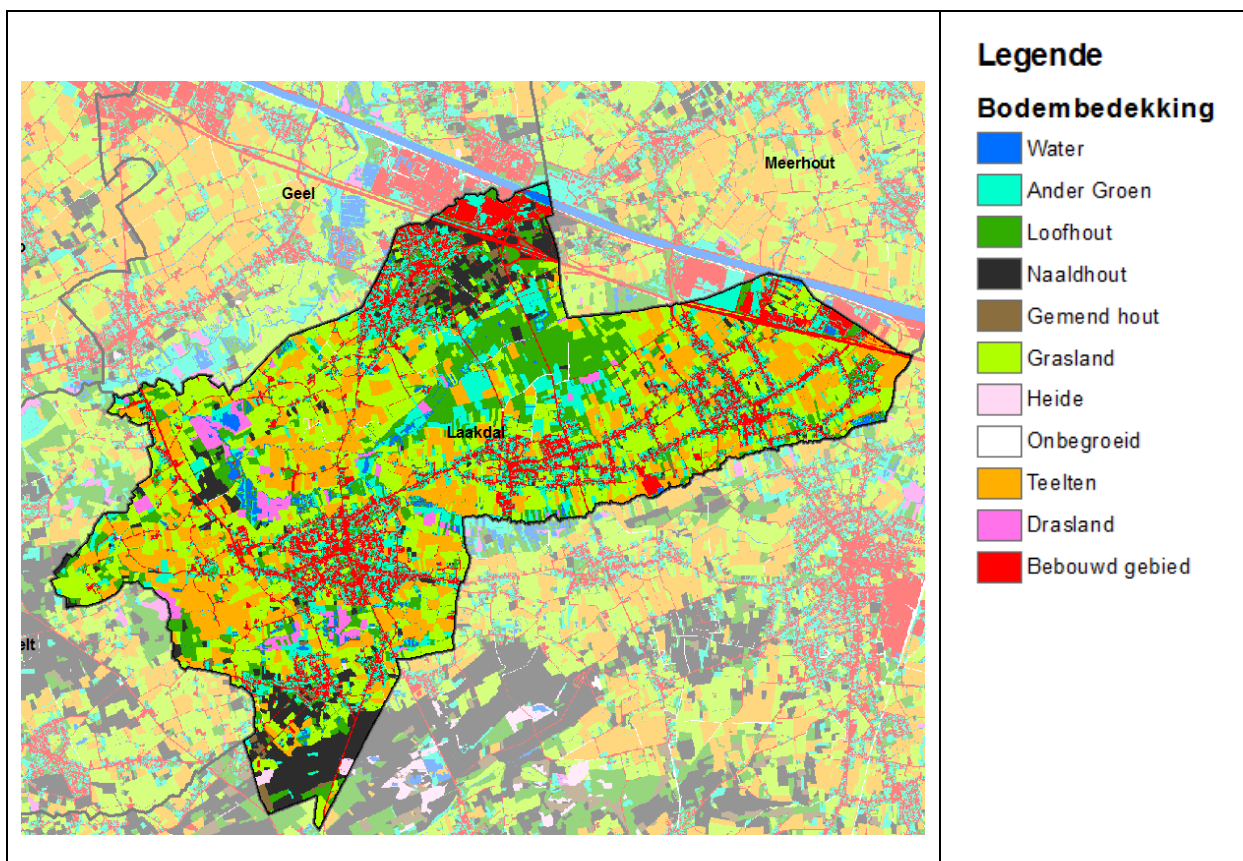 Meerhout
Geel
Laakdal
elt
Legende
Bodembedekking
Water
Ander Groen
Loofhout
Naaldhout
Gemend hout
Grasland
Heide
Onbegroeid
Teelten
Drasland
Bebouwd gebied